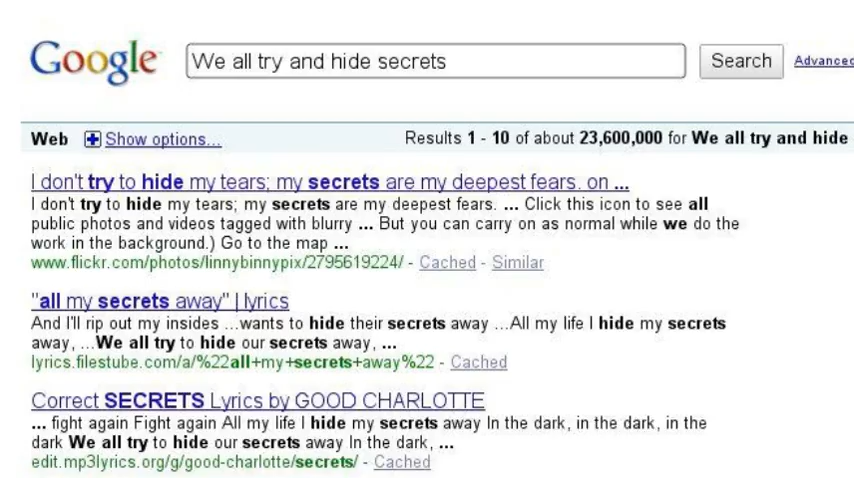 Google
We all try and hide secrets
Search
Advanced
Web
Show options...
Results 1 - 10 of about 23,600,000 for We all try and hide
I don't try to hide my tears; my secrets are my deepest fears. on ...
I don't try to hide my tears; my secrets are my deepest fears. ... Click this icon to see all
public photos and videos tagged with blurry ... But you can carry on as normal while we do the
work in the background.) Go to the map ...
www.flickr.com/photos/linnybinnypix/2795619224/ - Cached - Similar
"all my secrets away" | lyrics
And I'll rip out my insides ...wants to hide their secrets away ...All my life I hide my secrets
away, ...We all try to hide our secrets away, ...
lyrics.filestube.com/a/%22all+my+secrets+away%22 - Cached
Correct SECRETS Lyrics by GOOD CHARLOTTE
... fight again Fight again All my life I hide my secrets away In the dark, in the dark, in the
dark We all try to hide our secrets away In the dark, ...
edit.mp3lyrics.org/g/good-charlotte/secrets/ - Cached